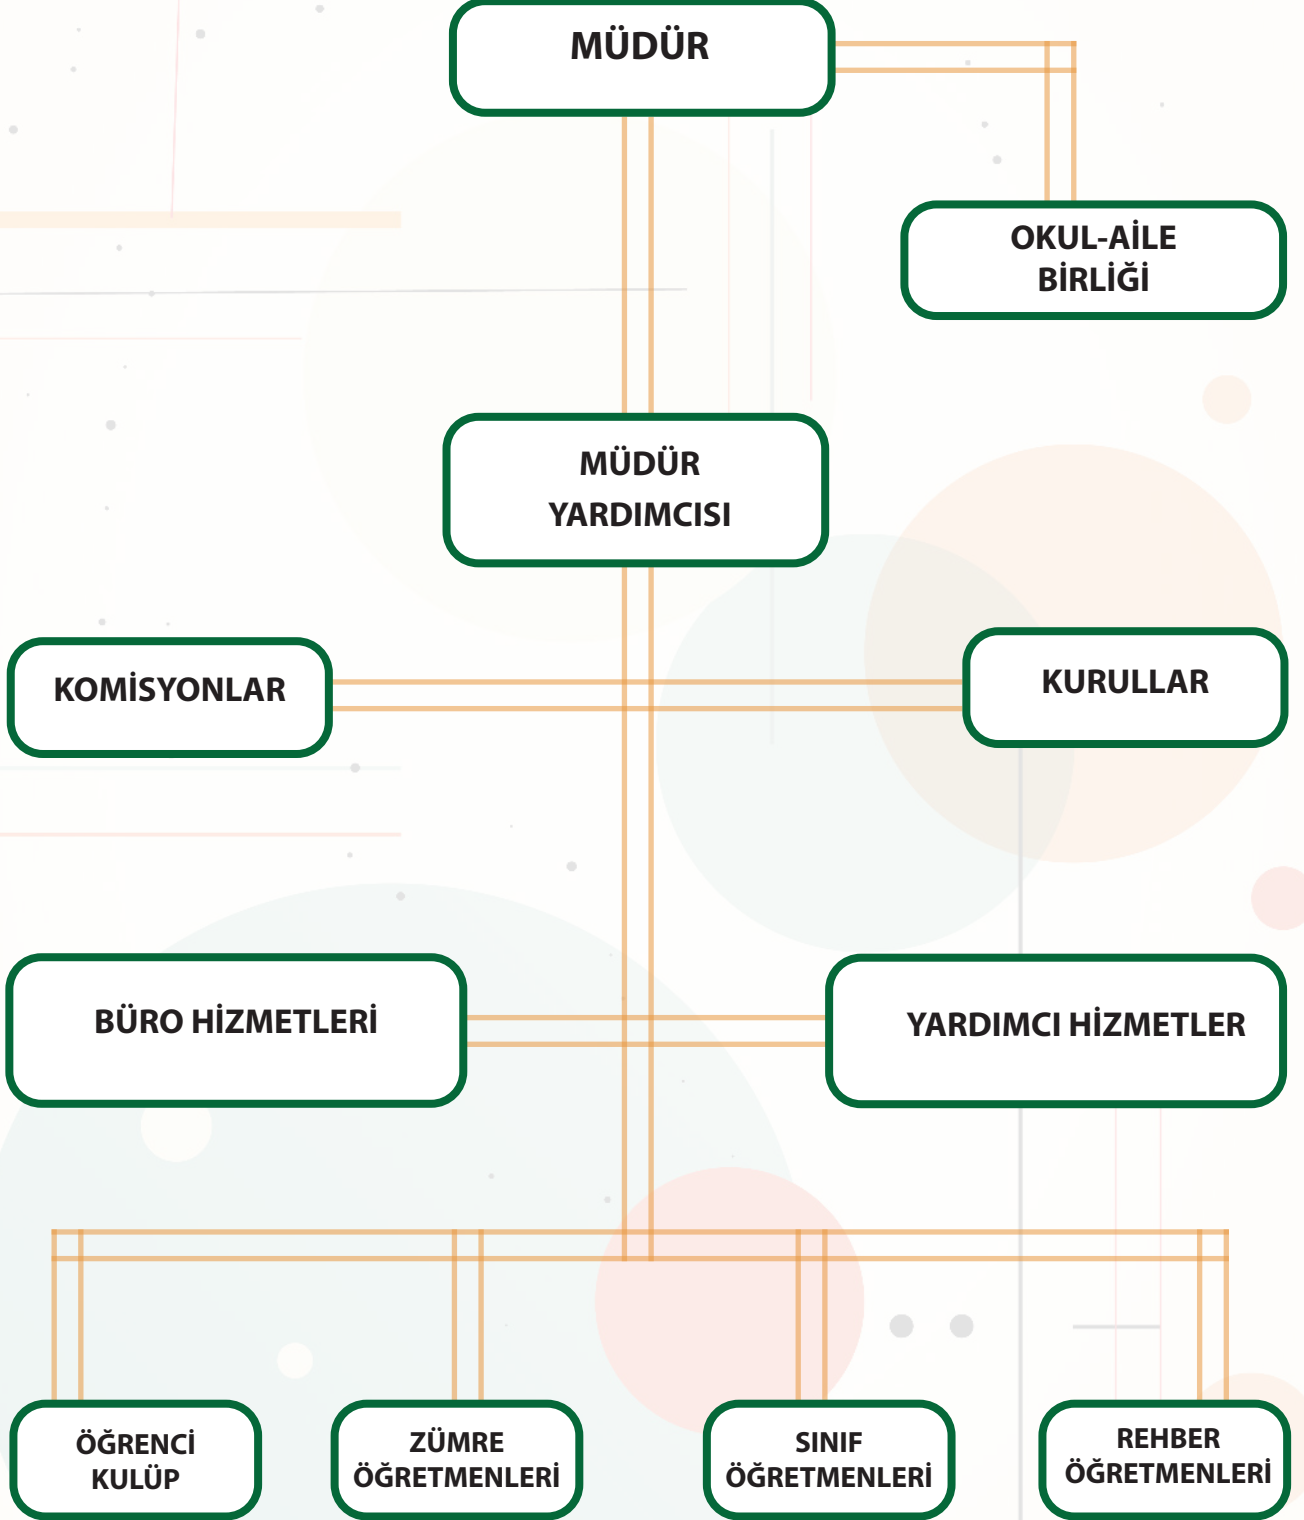 MÜDÜR
OKUL-AİLE
BİRLİĞİ
MÜDÜR
YARDIMCISI
KOMİSYONLAR
KURULLAR
BÜRO HİZMETLERİ
YARDIMCI HİZMETLER
ÖĞRENCİ
KULÜP
ZÜMRE
ÖĞRETMENLERİ
SINIF
ÖĞRETMENLERİ
REHBER
ÖĞRETMENLERİ